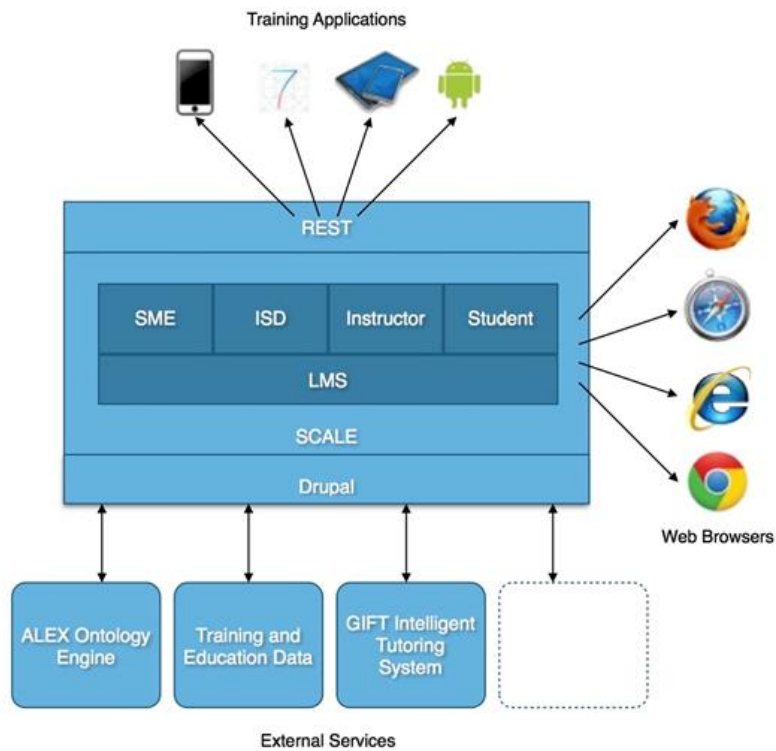 Training Applications
7
REST
SME
ISD
Instructor
Student
LMS
SCALE
Drupal
Web Browsers
ALEX Ontology
Engine
Training and
Education Data
GIFT Intelligent
Tutoring
System
External Services